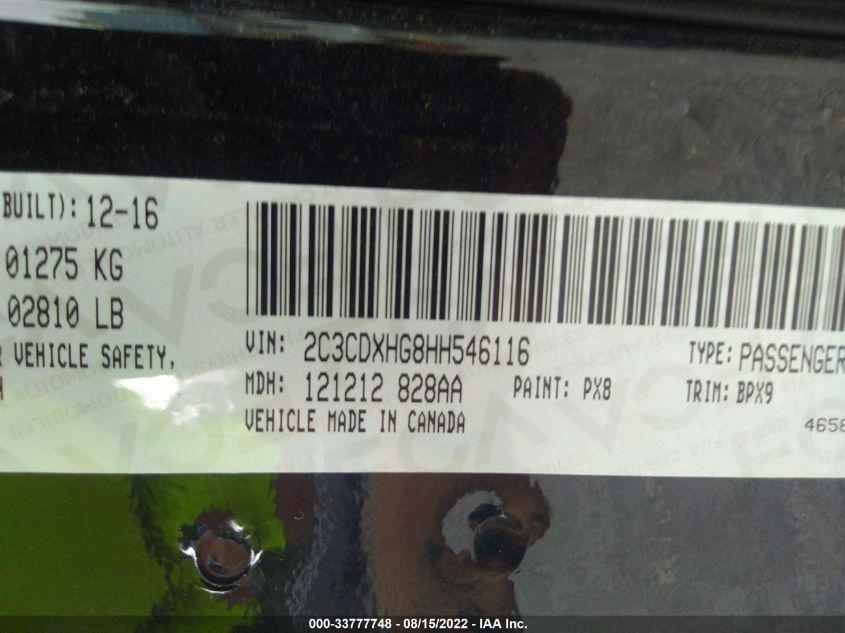 BUILT): 12-16
01275 KG
02810 LB
VEHICLE SAFETY,
VIN: 2C3CDXHG8HH546116 TYPE: PASSENGER
MDH: 121212 828AA PAINT: PX8 TRIM: BPX9
VEHICLE MADE IN CANADA 4658
000-33777748 - 08/15/2022 - IAA Inc.